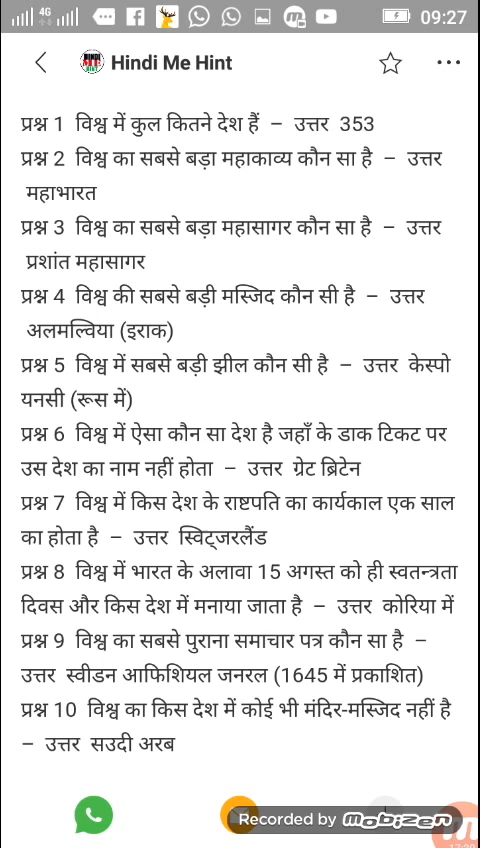 4G
09:27
Hindi Me Hint
प्रश्न 1 विश्व में कुल कितने देश हैं – उत्तर 353
प्रश्न 2 विश्व का सबसे बड़ा महाकाव्य कौन सा है – उत्तर
महाभारत
प्रश्न 3 विश्व का सबसे बड़ा महासागर कौन सा है – उत्तर
प्रशांत महासागर
प्रश्न 4 विश्व की सबसे बड़ी मस्जिद कौन सी है – उत्तर
अलमल्विया (इराक)
प्रश्न 5 विश्व में सबसे बड़ी झील कौन सी है – उत्तर केस्पो
यनसी (रूस में)
प्रश्न 6 विश्व में ऐसा कौन सा देश है जहाँ के डाक टिकट पर
उस देश का नाम नहीं होता – उत्तर ग्रेट ब्रिटेन
प्रश्न 7 विश्व में किस देश के राष्टपति का कार्यकाल एक साल
का होता है – उत्तर स्विट्जरलैंड
प्रश्न 8 विश्व में भारत के अलावा 15 अगस्त को ही स्वतन्त्रता
दिवस और किस देश में मनाया जाता है – उत्तर कोरिया में
प्रश्न 9 विश्व का सबसे पुराना समाचार पत्र कौन सा है –
उत्तर स्वीडन आफिशियल जनरल (1645 में प्रकाशित)
प्रश्न 10 विश्व का किस देश में कोई भी मंदिर-मस्जिद नहीं है
– उत्तर सउदी अरब
Recorded by mobizen